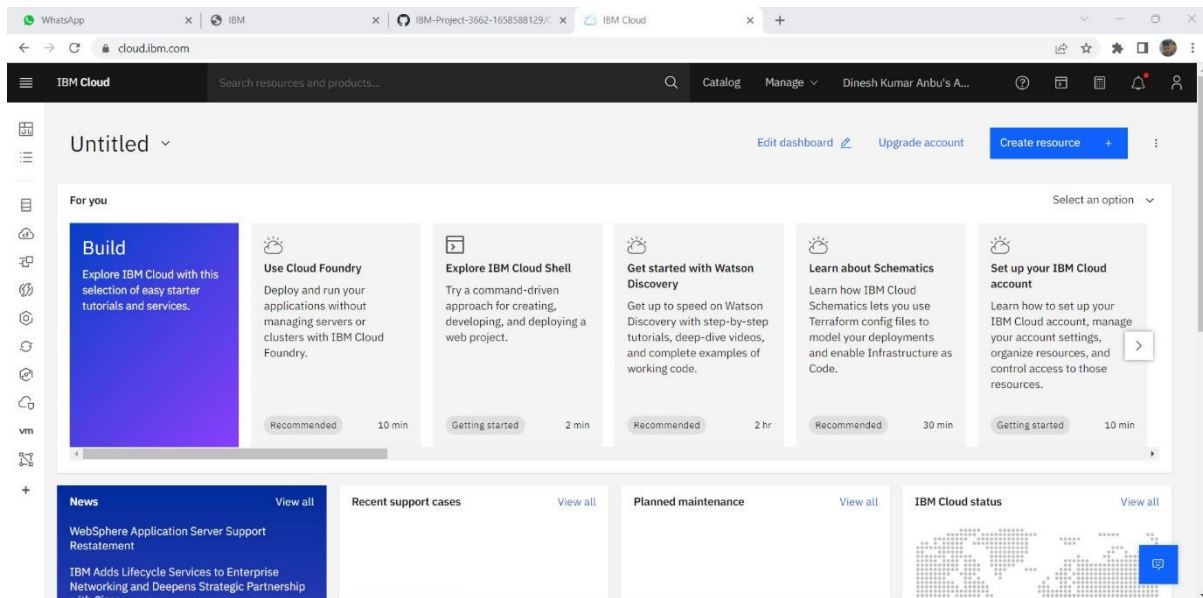 WhatsApp
IBM
IBM-Project-3662-1658588129/
IBM Cloud
cloud.ibm.com
IBM Cloud
Search resources and products...
Catalog
Manage
Dinesh Kumar Anbu's A...
Untitled
Edit dashboard
Upgrade account
Create resource +
For you
Select an option
Build
Explore IBM Cloud with this
selection of easy starter
tutorials and services.
Use Cloud Foundry
Deploy and run your
applications without
managing servers or
clusters with IBM Cloud
Foundry.
Recommended 10 min
Explore IBM Cloud Shell
Try a command-driven
approach for creating,
developing, and deploying a
web project.
Getting started 2 min
Get started with Watson
Discovery
Get up to speed on Watson
Discovery with step-by-step
tutorials, deep-dive videos,
and complete examples of
working code.
Recommended 2 hr
Learn about Schematics
Learn how IBM Cloud
Schematics lets you use
Terraform config files to
model your deployments
and enable Infrastructure as
Code.
Recommended 30 min
Set up your IBM Cloud
account
Learn how to set up your
IBM Cloud account, manage
your account settings,
organize resources, and
control access to those
resources.
Getting started 10 min
vm
News View all
WebSphere Application Server Support
Restatement
IBM Adds Lifecycle Services to Enterprise
Networking and Deepens Strategic Partnership
Recent support cases View all
Planned maintenance View all
IBM Cloud status View all